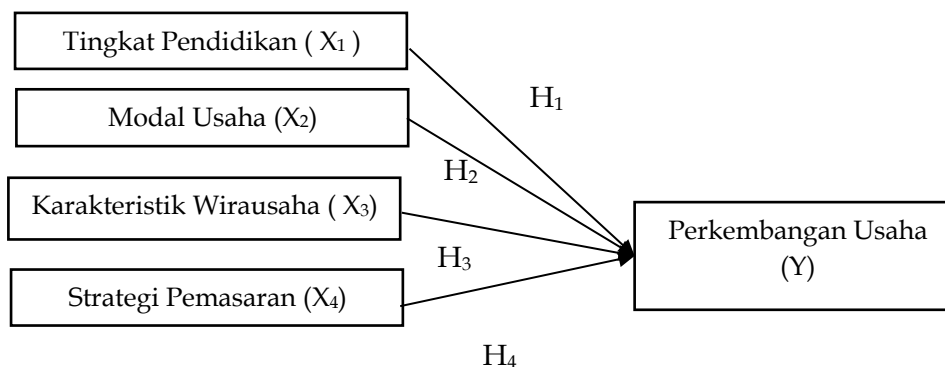 Tingkat Pendidikan ( X₁ )
H₁
Modal Usaha (X₂)
H₂
Karakteristik Wirausaha ( X₃)
Perkembangan Usaha
(Y)
H₃
Strategi Pemasaran (X₄)
H₄